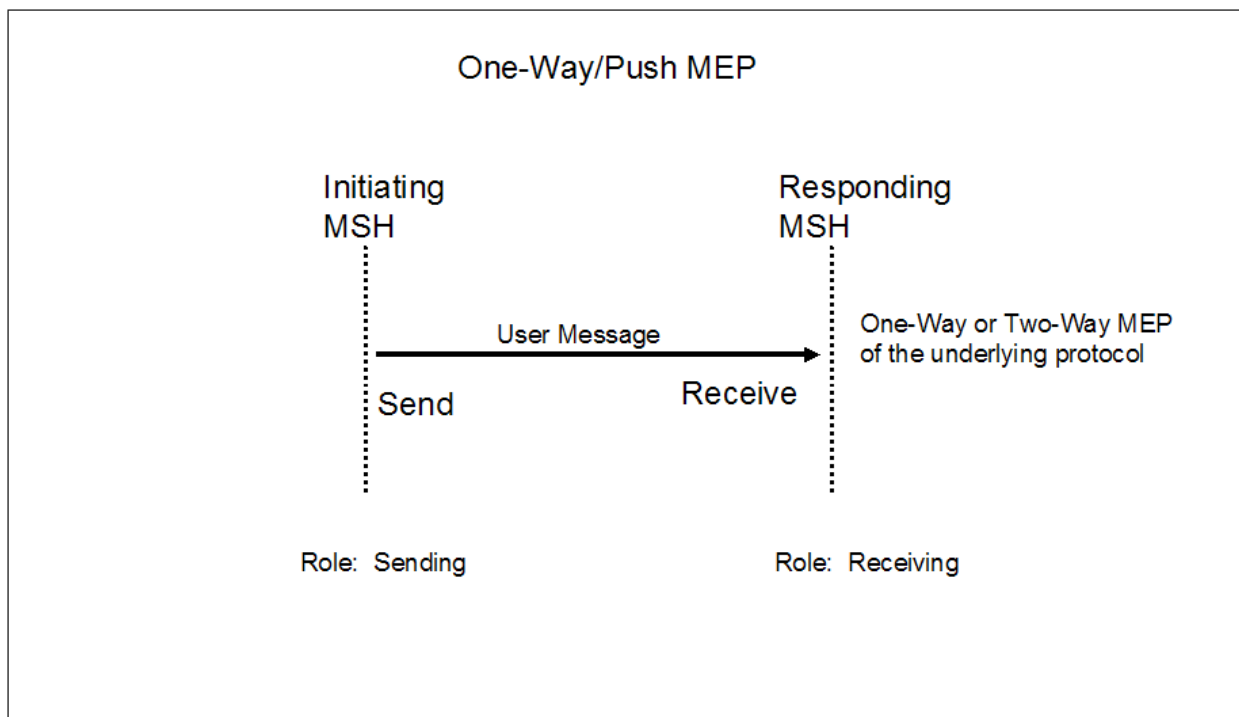 One-Way/Push MEP
Initiating
MSH
Responding
MSH
User Message
One-Way or Two-Way MEP
of the underlying protocol
Send
Receive
Role: Sending
Role: Receiving